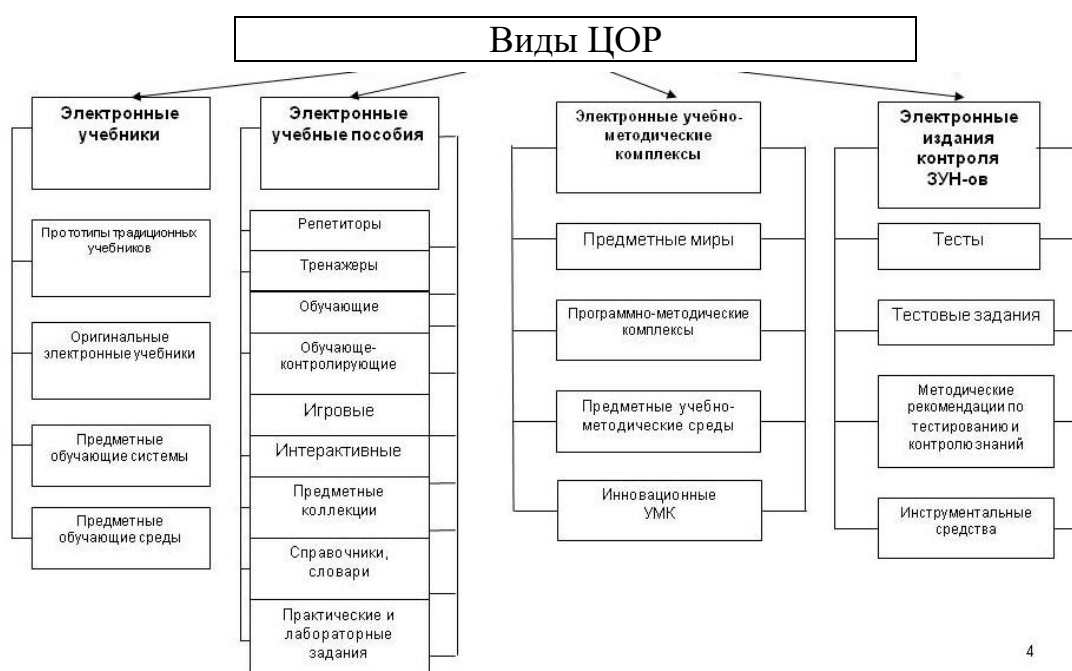 Виды ЦОР
Электронные
учебники
Прототипы традиционных
учебников
Оригинальные
электронные учебники
Предметные
обучающие системы
Предметные
обучающие среды
Электронные
учебные пособия
Репетиторы
Тренажеры
Обучающие
Обучающе-
контролирующие
Игровые
Интерактивные
Предметные
коллекции
Справочники,
словари
Практические и
лабораторные
задания
Электронные учебно-
методические
комплексы
Предметные миры
Программно-методические
комплексы
Предметные учебно-
методические среды
Инновационные
УМК
Электронные
издания
контроля
ЗУН-ов
Тесты
Тестовые задания
Методические
рекомендации по
тестированию и
контролю знаний
Инструментальные
средства
4